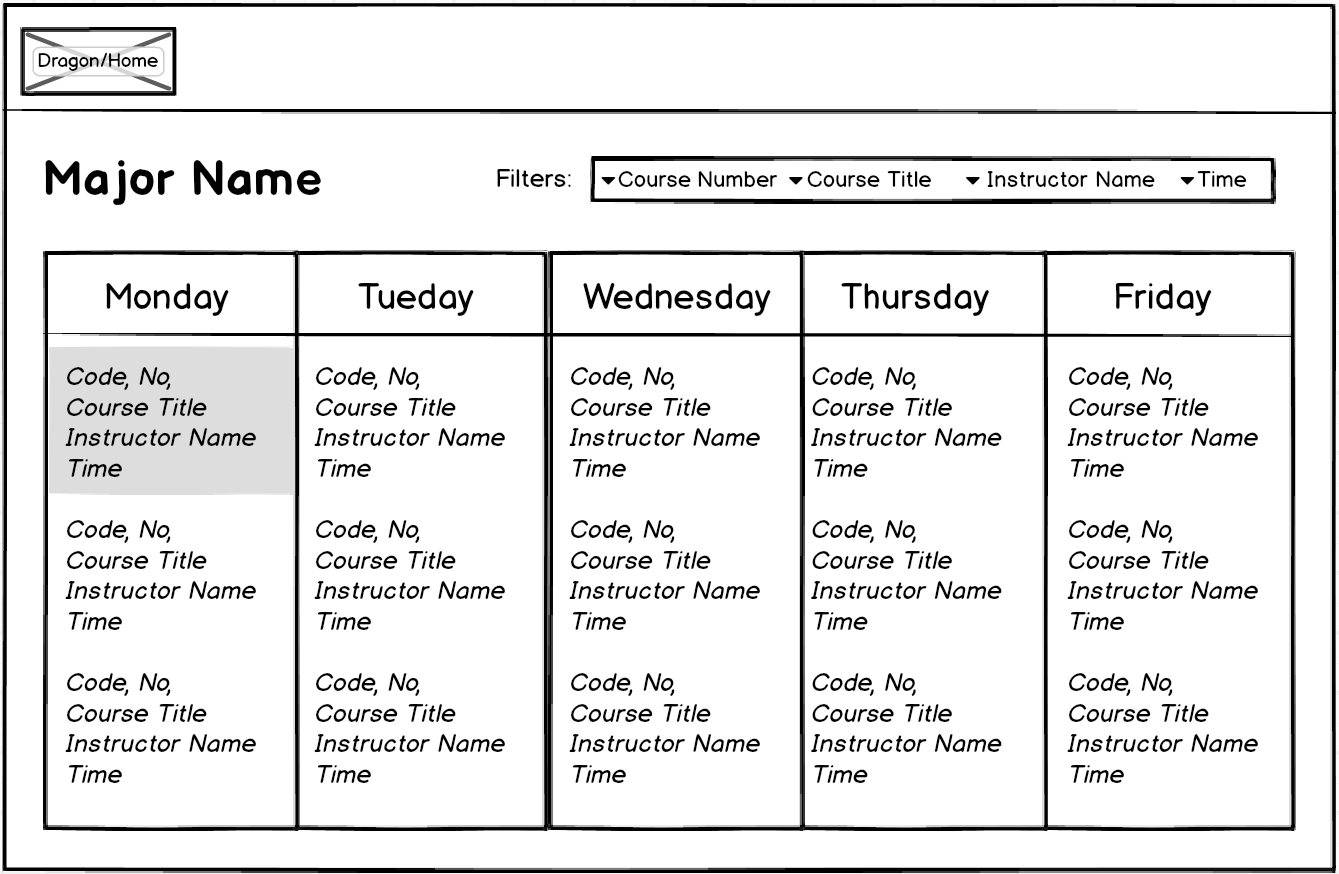 Dragon/Home
Major Name
Filters:
Course Number
Course Title
Instructor Name
Time
Monday
Tueday
Wednesday
Thursday
Friday
Code, No,
Course Title
Instructor Name
Time
Code, No,
Course Title
Instructor Name
Time
Code, No,
Course Title
Instructor Name
Time
Code, No,
Course Title
Instructor Name
Time
Code, No,
Course Title
Instructor Name
Time
Code, No,
Course Title
Instructor Name
Time
Code, No,
Course Title
Instructor Name
Time
Code, No,
Course Title
Instructor Name
Time
Code, No,
Course Title
Instructor Name
Time
Code, No,
Course Title
Instructor Name
Time
Code, No,
Course Title
Instructor Name
Time
Code, No,
Course Title
Instructor Name
Time
Code, No,
Course Title
Instructor Name
Time
Code, No,
Course Title
Instructor Name
Time
Code, No,
Course Title
Instructor Name
Time